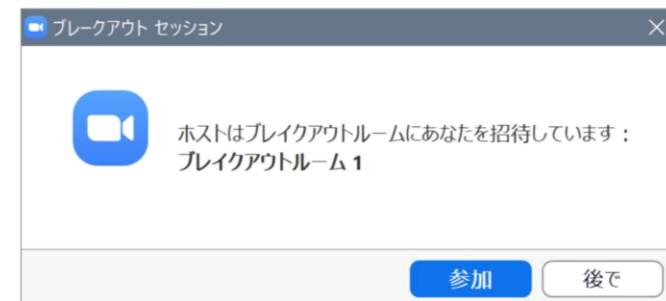 ブレークアウト セッション
ホストはブレイクアウトルームにあなたを招待しています：
ブレイクアウトルーム 1
参加
後で